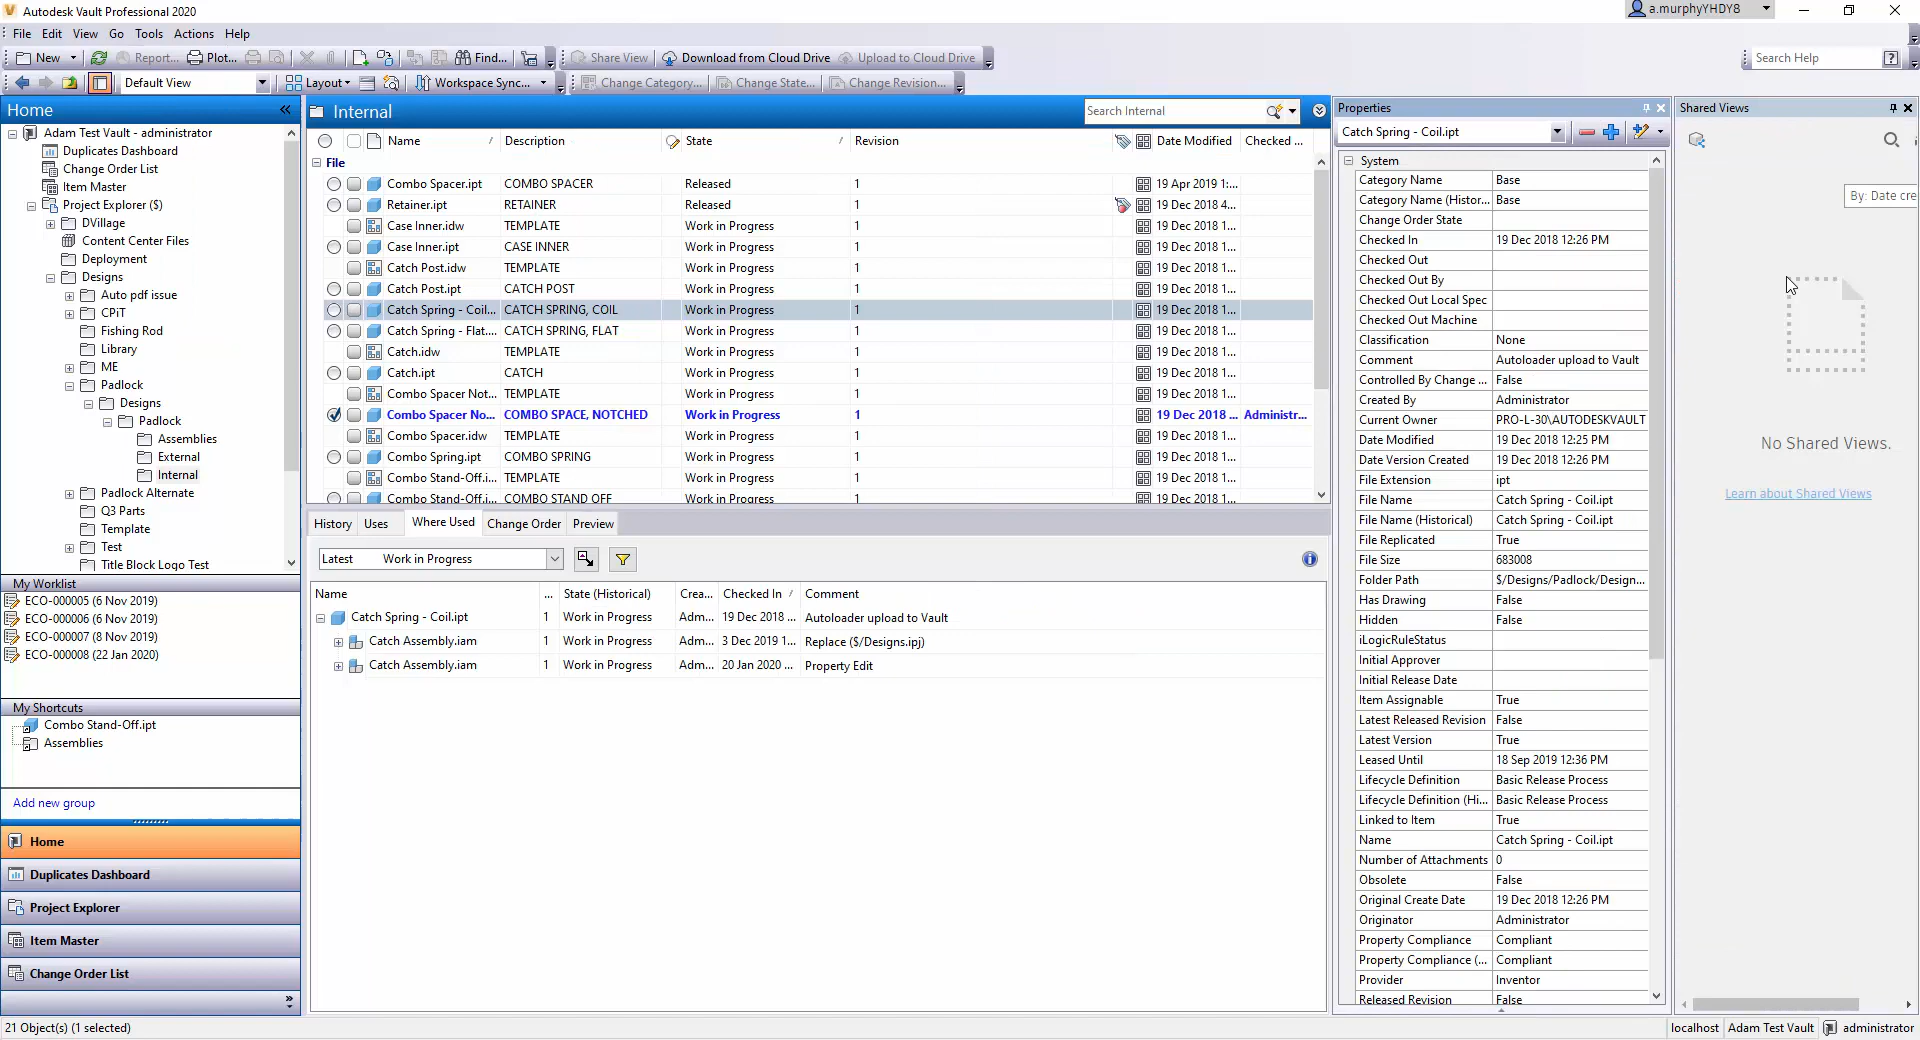 Autodesk Vault Professional 2020
a.murphyYHDY8
File Edit View Go Tools Actions Help
New Report... Plot... Find... Share View Download from Cloud Drive Upload to Cloud Drive
Search Help
Default View Layout Workspace Sync... Change Category... Change State... Change Revision...
Home
Adam Test Vault - administrator
Duplicates Dashboard
Change Order List
Item Master
Project Explorer ($)
DVillage
Content Center Files
Deployment
Designs
Auto pdf issue
CPiT
Fishing Rod
Library
ME
Padlock
Designs
Padlock
Assemblies
External
Internal
Padlock Alternate
Q3 Parts
Template
Test
Title Block Logo Test
My Worklist
ECO-000005 (6 Nov 2019)
ECO-000006 (6 Nov 2019)
ECO-000007 (8 Nov 2019)
ECO-000008 (22 Jan 2020)
My Shortcuts
Combo Stand-Off.ipt
Assemblies
Add new group
Home
Duplicates Dashboard
Project Explorer
Item Master
Change Order List
Internal
Search Internal
Name Description State Revision Date Modified Checked ...
File
Combo Spacer.ipt COMBO SPACER Released 1 19 Apr 2019 1:...
Retainer.ipt RETAINER Released 1 19 Dec 2018 4...
Case Inner.idw TEMPLATE Work in Progress 1 19 Dec 2018 1...
Case Inner.ipt CASE INNER Work in Progress 1 19 Dec 2018 1...
Catch Post.idw TEMPLATE Work in Progress 1 19 Dec 2018 1...
Catch Post.ipt CATCH POST Work in Progress 1 19 Dec 2018 1...
Catch Spring - Coil... CATCH SPRING, COIL Work in Progress 1 19 Dec 2018 1...
Catch Spring - Flat.... CATCH SPRING, FLAT Work in Progress 1 19 Dec 2018 1...
Catch.idw TEMPLATE Work in Progress 1 19 Dec 2018 1...
Catch.ipt CATCH Work in Progress 1 19 Dec 2018 1...
Combo Spacer Not... TEMPLATE Work in Progress 1 19 Dec 2018 1...
Combo Spacer No... COMBO SPACE, NOTCHED Work in Progress 1 19 Dec 2018 ... Administr...
Combo Spacer.idw TEMPLATE Work in Progress 1 19 Dec 2018 1...
Combo Spring.ipt COMBO SPRING Work in Progress 1 19 Dec 2018 1...
Combo Stand-Off.i... TEMPLATE Work in Progress 1 19 Dec 2018 1...
Combo Stand-Off.i... COMBO STAND OFF Work in Progress 1 19 Dec 2018 1...
History Uses Where Used Change Order Preview
Latest Work in Progress
Name ... State (Historical) Crea... Checked In Comment
Catch Spring - Coil.ipt 1 Work in Progress Adm... 19 Dec 2018 ... Autoloader upload to Vault
Catch Assembly.iam 1 Work in Progress Adm... 3 Dec 2019 1... Replace ($/Designs.ipj)
Catch Assembly.iam 1 Work in Progress Adm... 20 Jan 2020 ... Property Edit
Properties
Catch Spring - Coil.ipt
System
Category Name Base
Category Name (Histor... Base
Change Order State
Checked In 19 Dec 2018 12:26 PM
Checked Out
Checked Out By
Checked Out Local Spec
Checked Out Machine
Classification None
Comment Autoloader upload to Vault
Controlled By Change ... False
Created By Administrator
Current Owner PRO-L-30\AUTODESKVAULT
Date Modified 19 Dec 2018 12:25 PM
Date Version Created 19 Dec 2018 12:26 PM
File Extension ipt
File Name Catch Spring - Coil.ipt
File Name (Historical) Catch Spring - Coil.ipt
File Replicated True
File Size 683008
Folder Path $/Designs/Padlock/Design...
Has Drawing False
Hidden False
iLogicRuleStatus
Initial Approver
Initial Release Date
Item Assignable True
Latest Released Revision False
Latest Version True
Leased Until 18 Sep 2019 12:36 PM
Lifecycle Definition Basic Release Process
Lifecycle Definition (Hi... Basic Release Process
Linked to Item True
Name Catch Spring - Coil.ipt
Number of Attachments 0
Obsolete False
Original Create Date 19 Dec 2018 12:26 PM
Originator Administrator
Property Compliance Compliant
Property Compliance (... Compliant
Provider Inventor
Released Revision False
Shared Views
By: Date cre
No Shared Views.
Learn about Shared Views
21 Object(s) (1 selected)
localhost Adam Test Vault administrator